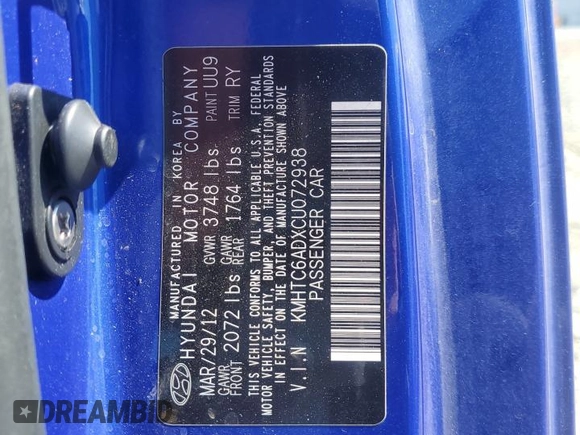 MANUFACTURED IN KOREA BY
HYUNDAI MOTOR COMPANY
MAR/29/12 GVWR 3748 lbs PAINT UU9
GAWR FRONT 2072 lbs GAWR REAR 1764 lbs TRIM RY
THIS VEHICLE CONFORMS TO ALL APPLICABLE U.S.A. FEDERAL
MOTOR VEHICLE SAFETY, BUMPER, AND THEFT PREVENTION STANDARDS
IN EFFECT ON THE DATE OF MANUFACTURE SHOWN ABOVE
V.I.N KMHTC6ADXCU072938
PASSENGER CAR
DREAMBID